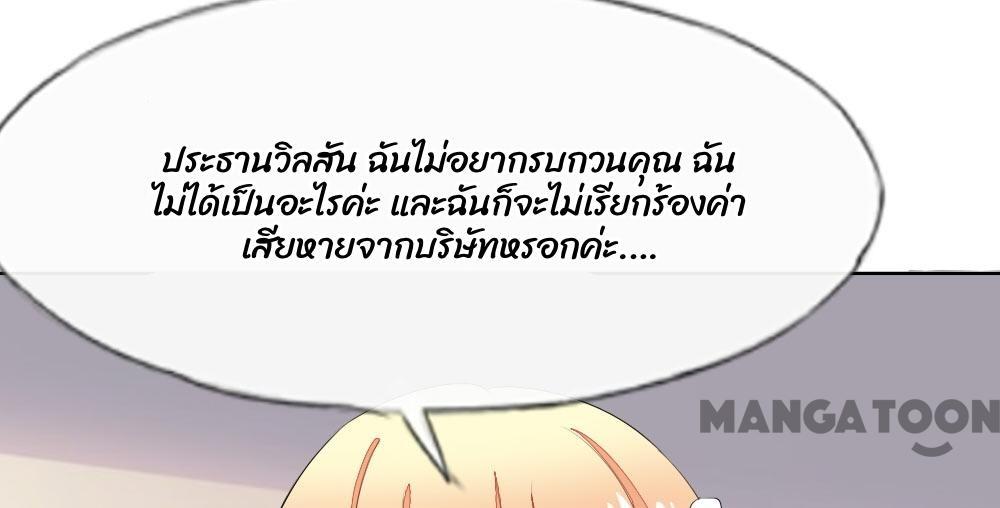 ประธานวิลสัน ฉันไม่อยากรบกวนคุณ ฉัน
ไม่ได้เป็นอะไรค่ะ และฉันก็จะไม่เรียกร้องค่า
เสียหายจากบริษัทหรอกค่ะ....
MANGA TOON